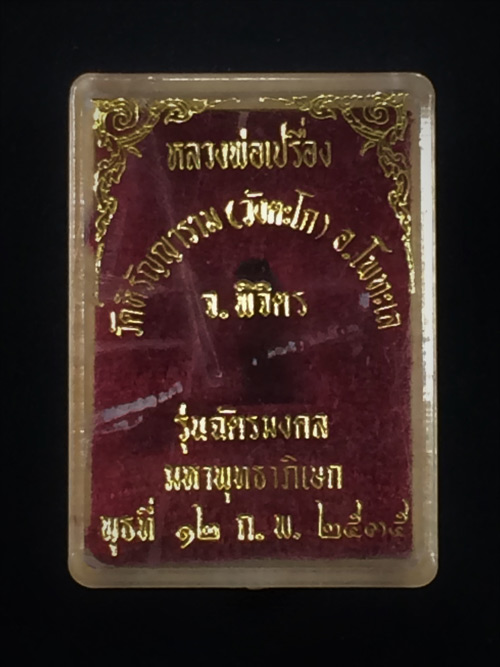 หลวงพ่อเปรื่อง
วัดหิรัญญาราม (วังตะโก) อ.โพทะเล
จ.พิจิตร
รุ่นฉัตรมงคล
มหาพุทธาภิเษก
พุธที่ ๑๒ ก.พ. ๒๕๓๕